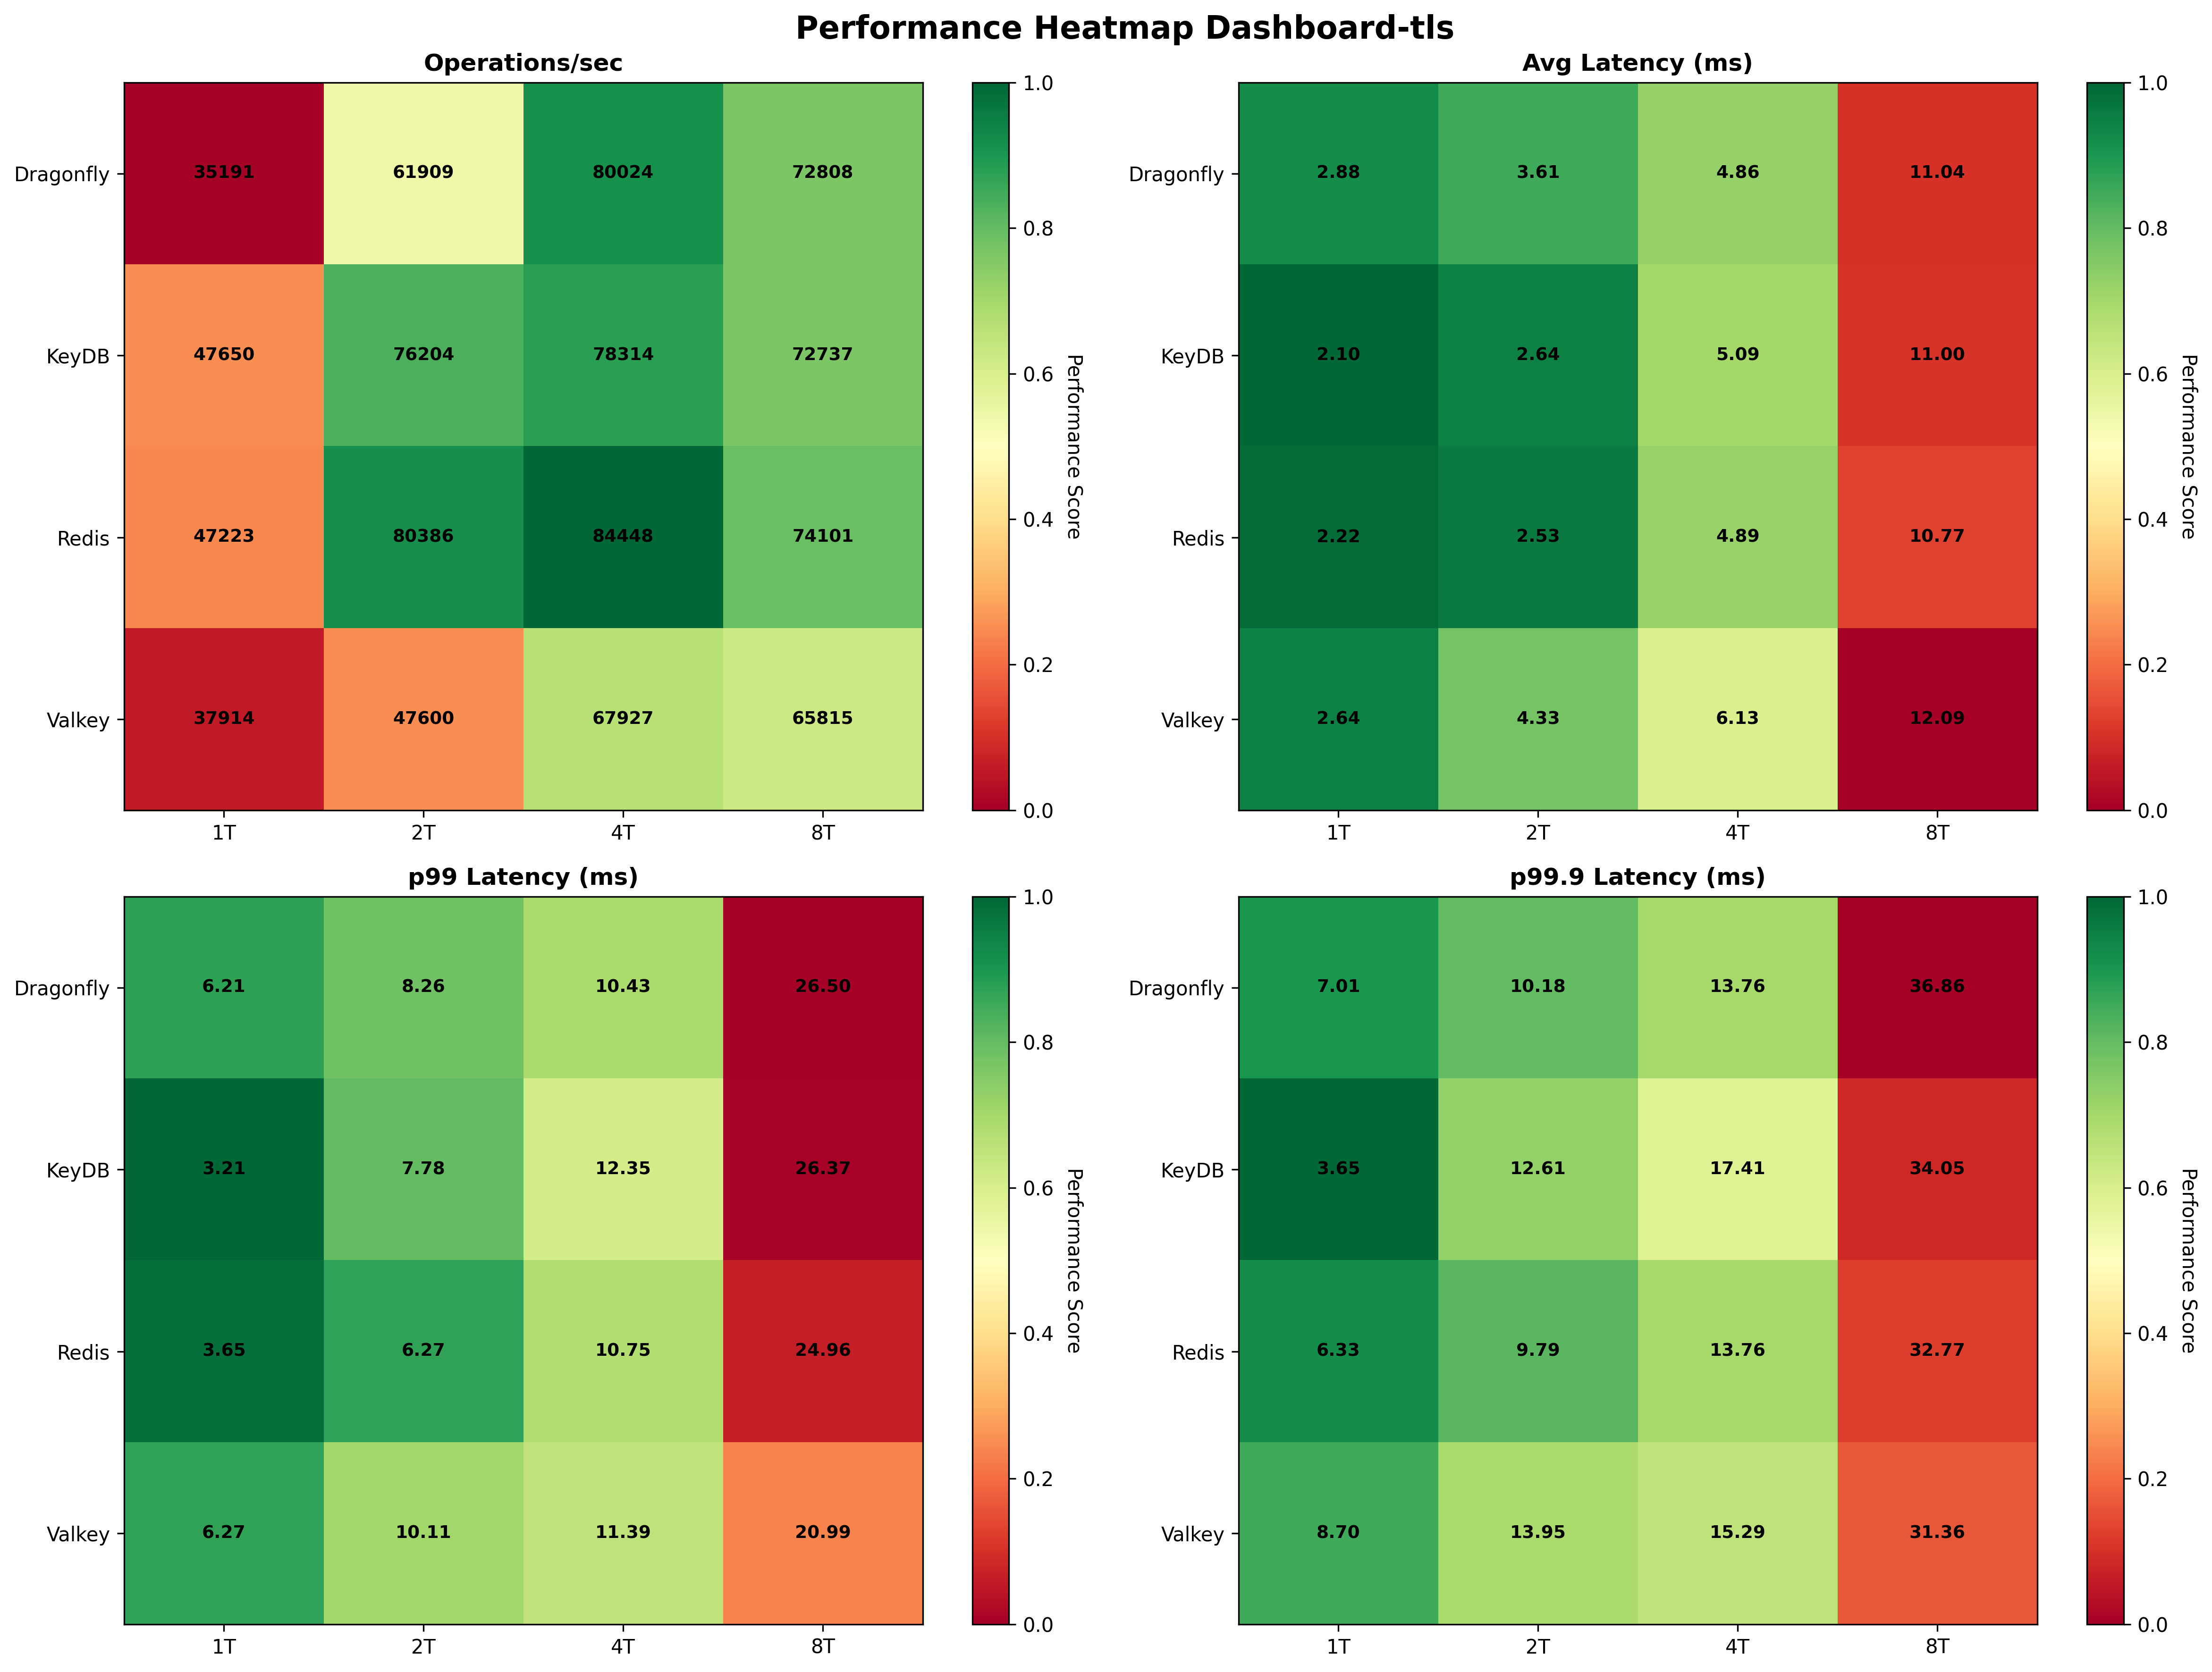 Performance Heatmap Dashboard-tls
Operations/sec
Dragonfly 35191 61909 80024 72808
KeyDB 47650 76204 78314 72737
Redis 47223 80386 84448 74101
Valkey 37914 47600 67927 65815
1T 2T 4T 8T
1.0
0.8
0.6
0.4
0.2
0.0
Performance Score
Avg Latency (ms)
Dragonfly 2.88 3.61 4.86 11.04
KeyDB 2.10 2.64 5.09 11.00
Redis 2.22 2.53 4.89 10.77
Valkey 2.64 4.33 6.13 12.09
1T 2T 4T 8T
1.0
0.8
0.6
0.4
0.2
0.0
Performance Score
p99 Latency (ms)
Dragonfly 6.21 8.26 10.43 26.50
KeyDB 3.21 7.78 12.35 26.37
Redis 3.65 6.27 10.75 24.96
Valkey 6.27 10.11 11.39 20.99
1T 2T 4T 8T
1.0
0.8
0.6
0.4
0.2
0.0
Performance Score
p99.9 Latency (ms)
Dragonfly 7.01 10.18 13.76 36.86
KeyDB 3.65 12.61 17.41 34.05
Redis 6.33 9.79 13.76 32.77
Valkey 8.70 13.95 15.29 31.36
1T 2T 4T 8T
1.0
0.8
0.6
0.4
0.2
0.0
Performance Score